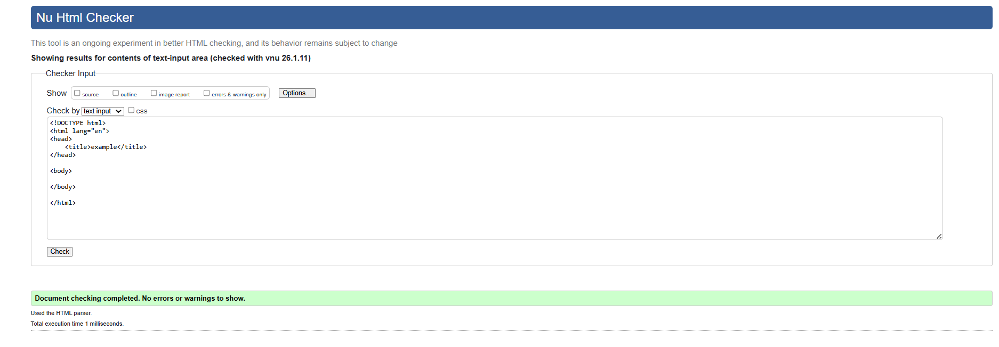 Nu Html Checker
This tool is an ongoing experiment in better HTML checking, and its behavior remains subject to change
Showing results for contents of text-input area (checked with vnu 26.1.11)
Checker Input
Show source outline image report errors & warnings only Options...
Check by text input css
<!DOCTYPE html>
<html lang="en">
<head>
    <title>example</title>
</head>
<body>
</body>
</html>
Check
Document checking completed. No errors or warnings to show.
Used the HTML parser.
Total execution time 1 milliseconds.